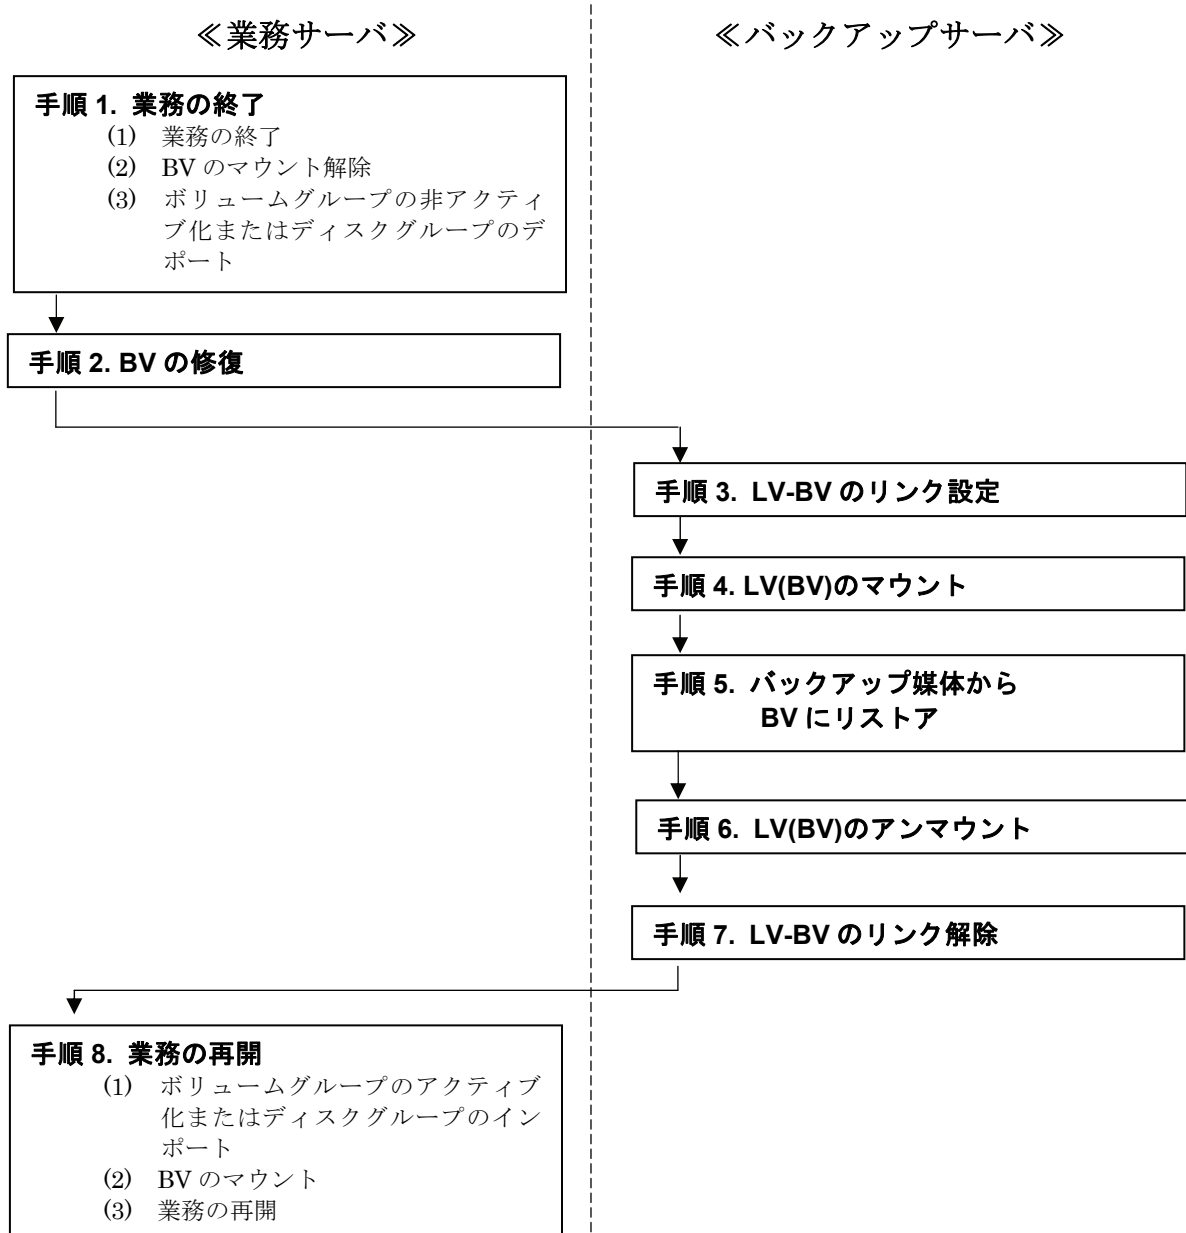 ≪業務サーバ≫
≪バックアップサーバ≫
手順 1. 業務の終了
(1) 業務の終了
(2) BV のマウント解除
(3) ボリュームグループの非アクティ
ブ化またはディスクグループのデ
ポート
手順 2. BV の修復
手順 3. LV-BV のリンク設定
手順 4. LV(BV)のマウント
手順 5. バックアップ媒体から
BV にリストア
手順 6. LV(BV)のアンマウント
手順 7. LV-BV のリンク解除
手順 8. 業務の再開
(1) ボリュームグループのアクティブ
化またはディスクグループのイン
ポート
(2) BV のマウント
(3) 業務の再開